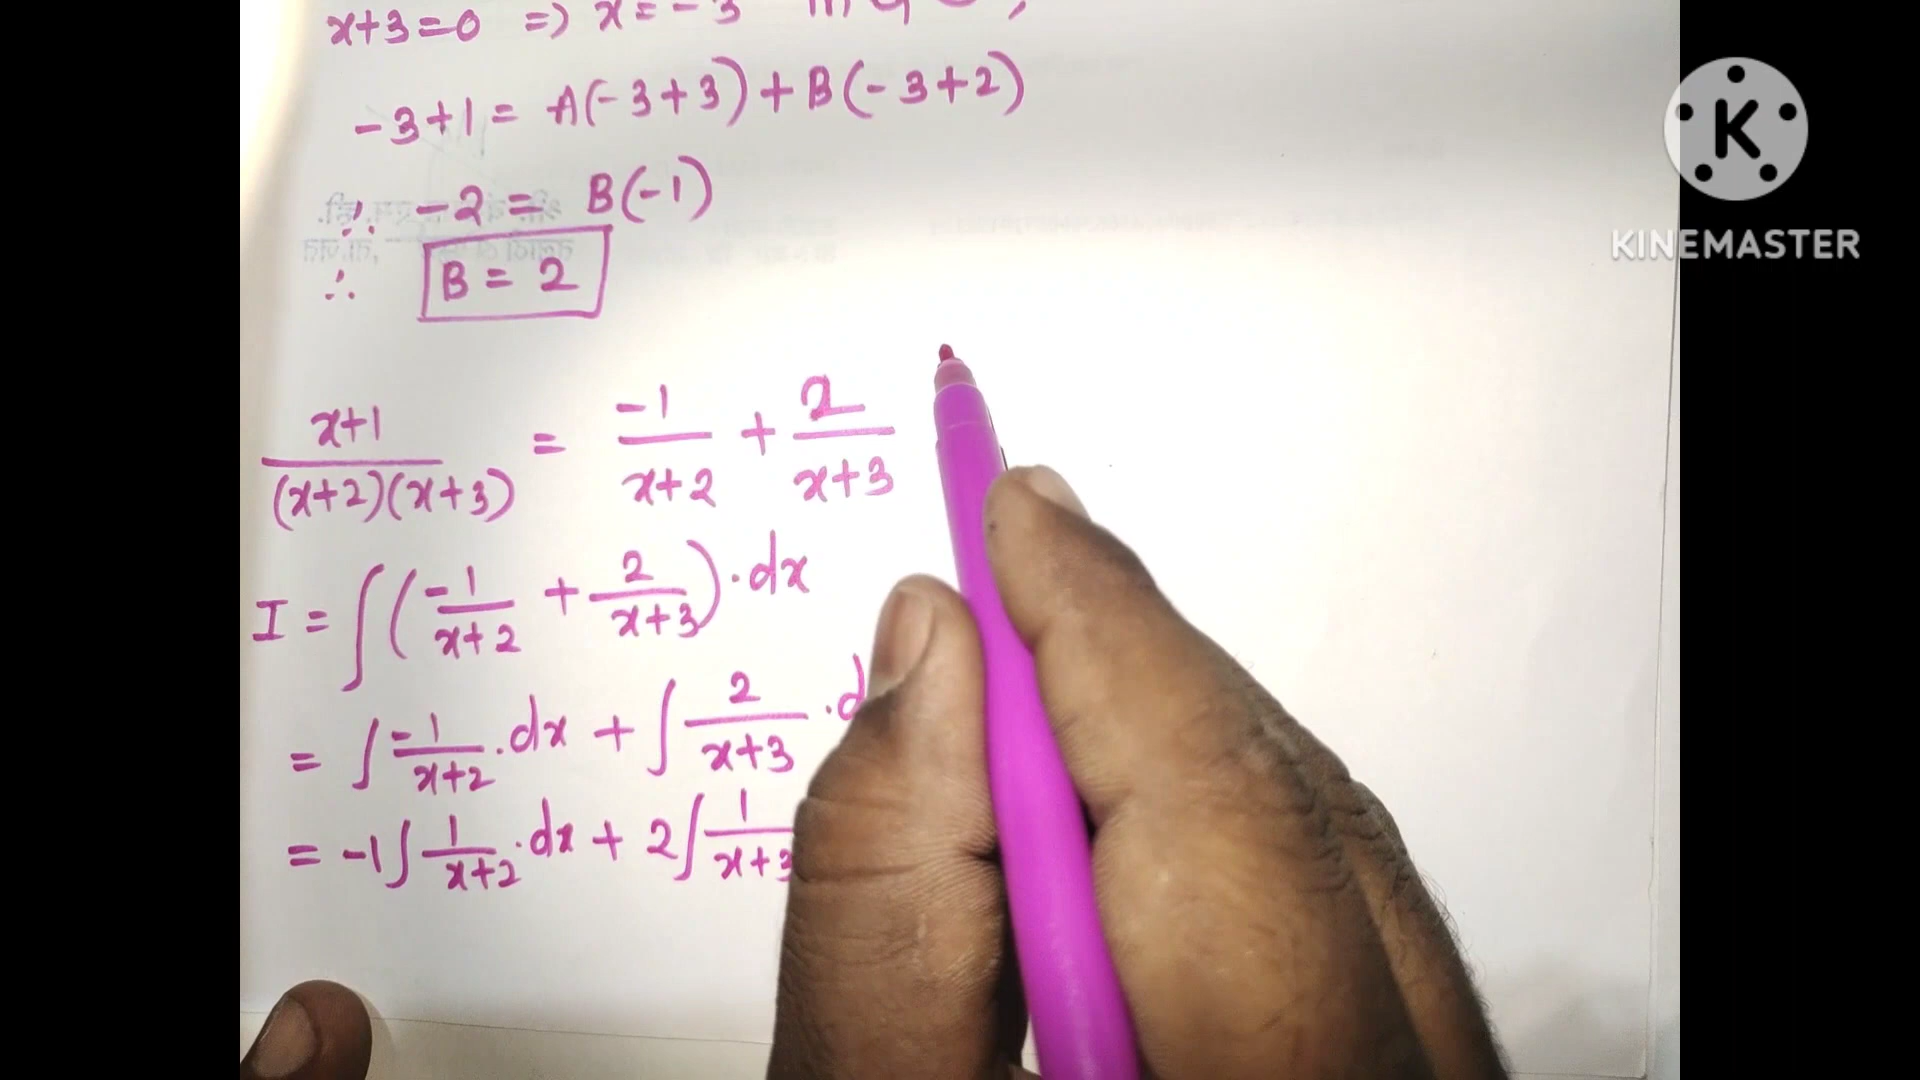 x+3=0 => x=-3
-3+1= A(-3+3)+B(-3+2)
∴ -2= B(-1)
∴ B=2
(x+1)/((x+2)(x+3)) = -1/(x+2) + 2/(x+3)
I=∫(-1/(x+2) + 2/(x+3)).dx
= ∫-1/(x+2).dx + ∫2/(x+3).d
= -1∫1/(x+2).dx + 2∫1/(x+3
K
KINEMASTER